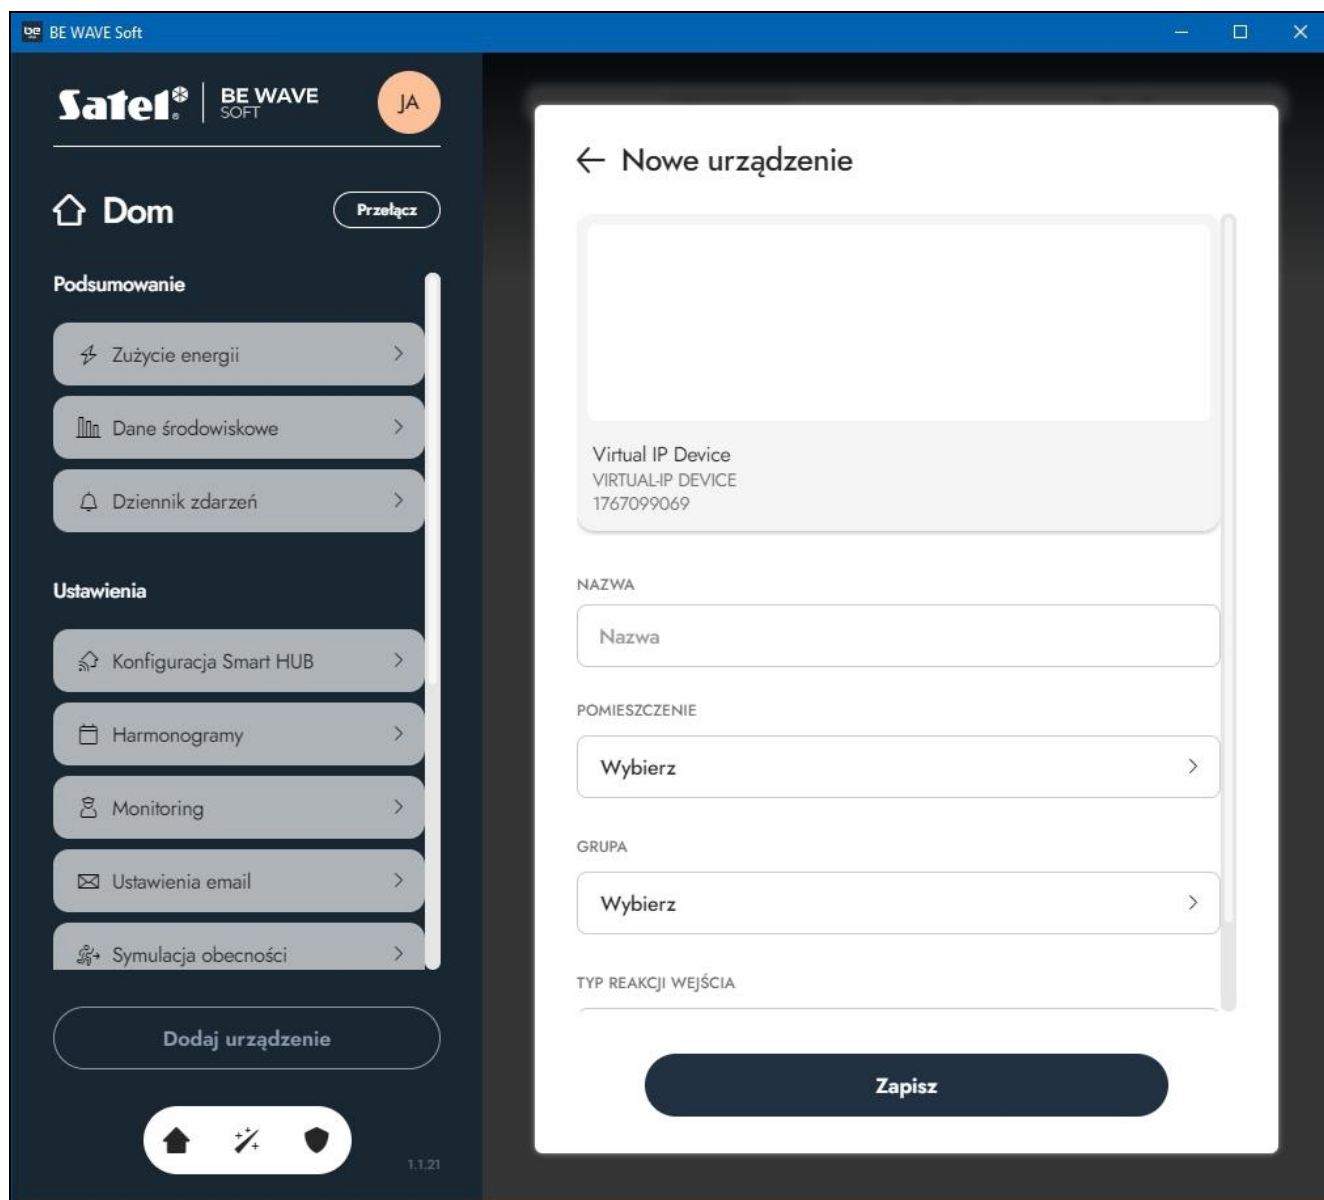 BE WAVE Soft
Satel®
BE WAVE
SOFT
JA
Dom
Przełącz
Podsumowanie
Zużycie energii
Dane środowiskowe
Dziennik zdarzeń
Ustawienia
Konfiguracja Smart HUB
Harmonogramy
Monitoring
Ustawienia email
Symulacja obecności
Dodaj urządzenie
1.1.21
Nowe urządzenie
Virtual IP Device
VIRTUAL-IP DEVICE
1767099069
NAZWA
Nazwa
POMIESZCZENIE
Wybierz
GRUPA
Wybierz
TYP REAKCJI WEJŚCIA
Zapisz